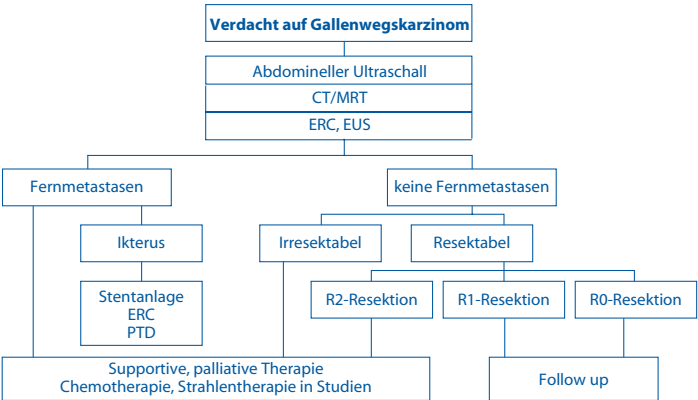 Verdacht auf Gallenwegskarzinom
Abdomineller Ultraschall
CT/MRT
ERC, EUS
Fernmetastasen
keine Fernmetastasen
Ikterus
Irresektabel
Resektabel
Stentanlage
ERC
PTD
R2-Resektion
R1-Resektion
R0-Resektion
Supportive, palliative Therapie
Chemotherapie, Strahlentherapie in Studien
Follow up